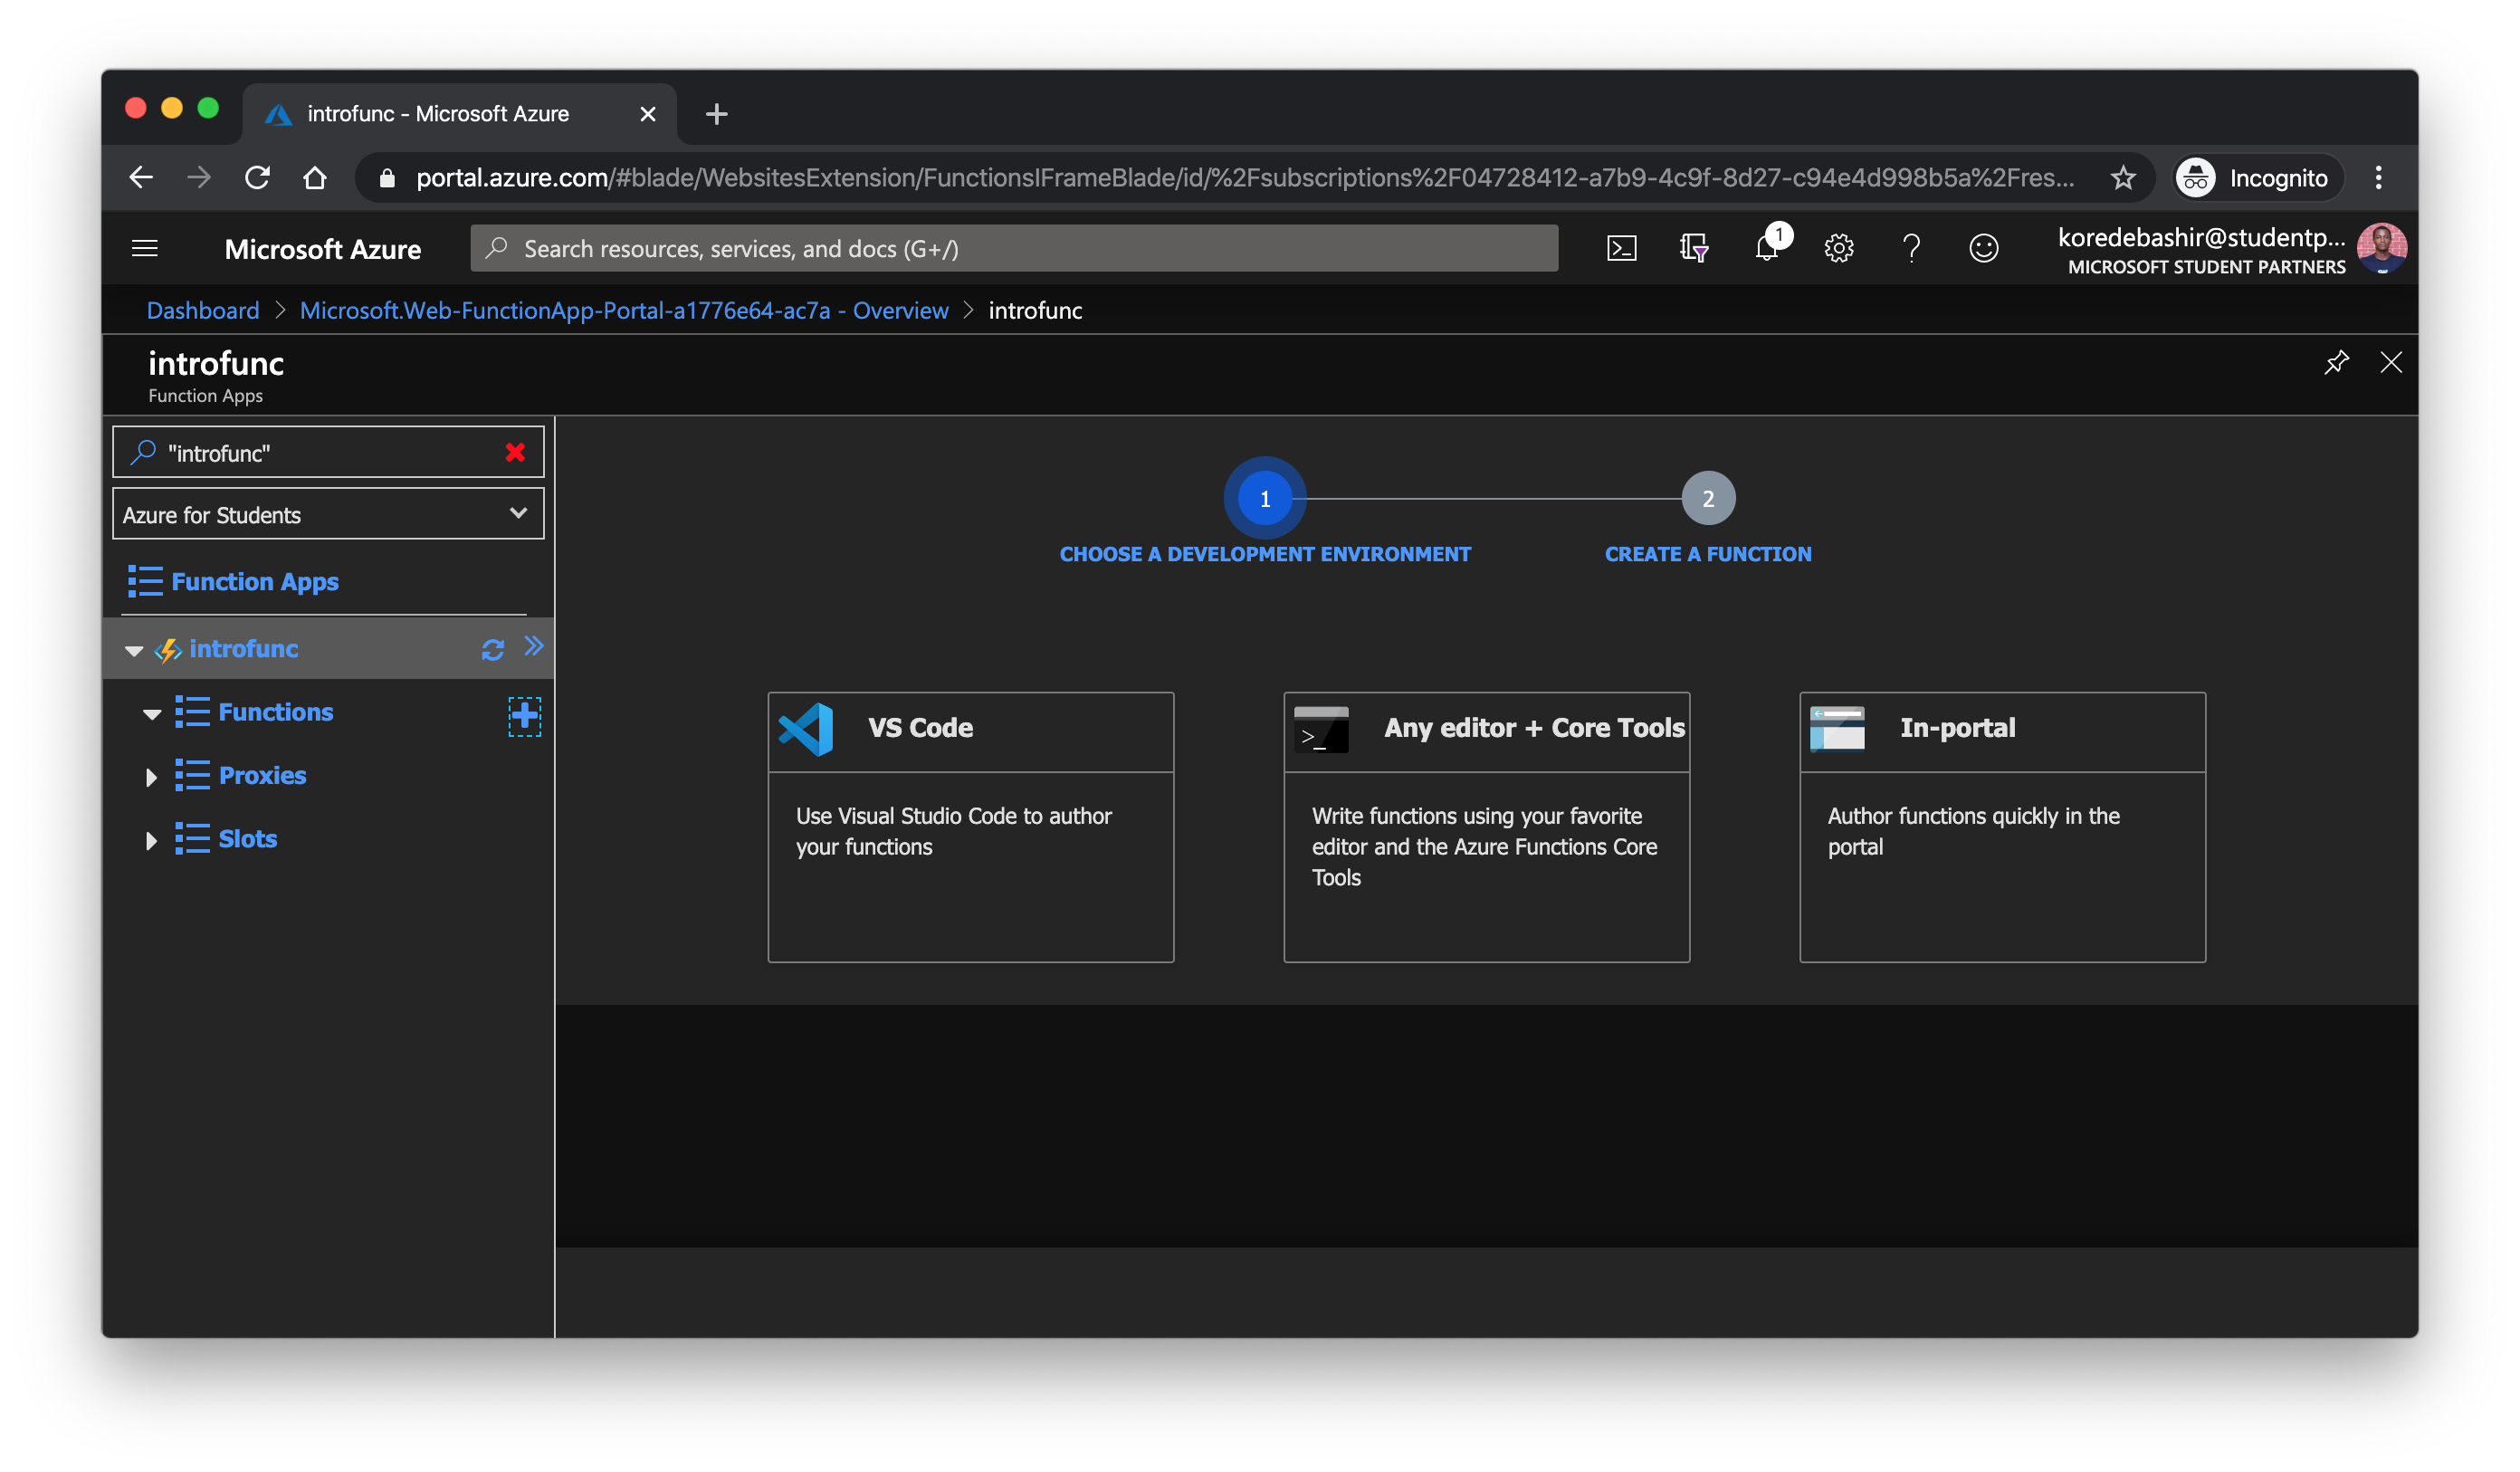 introfunc - Microsoft Azure
portal.azure.com/#blade/WebsitesExtension/FunctionsIFrameBlade/id/%2Fsubscriptions%2F04728412-a7b9-4c9f-8d27-c94e4d998b5a%2Fres...
Incognito
Microsoft Azure
Search resources, services, and docs (G+/)
1
koredebashir@studentp...
MICROSOFT STUDENT PARTNERS
Dashboard > Microsoft.Web-FunctionApp-Portal-a1776e64-ac7a - Overview > introfunc
introfunc
Function Apps
"introfunc"
Azure for Students
Function Apps
introfunc
Functions
Proxies
Slots
1
2
CHOOSE A DEVELOPMENT ENVIRONMENT
CREATE A FUNCTION
VS Code
Use Visual Studio Code to author
your functions
Any editor + Core Tools
Write functions using your favorite
editor and the Azure Functions Core
Tools
In-portal
Author functions quickly in the
portal